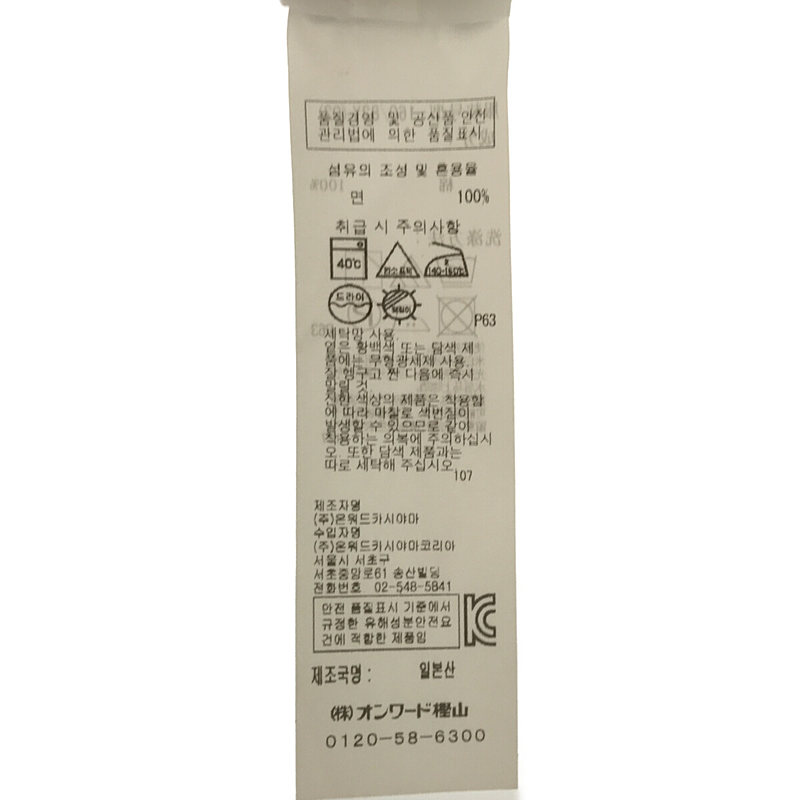 품질경영 및 공산품안전
관리법에 의한 품질표시
섬유의 조성 및 혼용율
면 100%
취급 시 주의사항
40℃
산소표백
2
140-160℃
드라이
P63
세탁망 사용
엷은 황백색 또는 담색 제
품에는 무형광세제 사용
잘 헹구고 짠 다음에 즉시
말릴 것
진한 색상의 제품은 착용함
에 따라 마찰로 색번짐이
발생할 수 있으므로 같이
착용하는 의복에 주의하십시
오. 또한 담색 제품과는
따로 세탁해 주십시오.
107
제조자명
(주)온워드카시야마
수입자명
(주)온워드카시야마코리아
서울시 서초구
서초중앙로61 송산빌딩
전화번호 02-548-5841
안전 품질표시 기준에서
규정한 유해성분안전요
건에 적합한 제품임
제조국명 : 일본산
(株)オンワード樫山
0120-58-6300